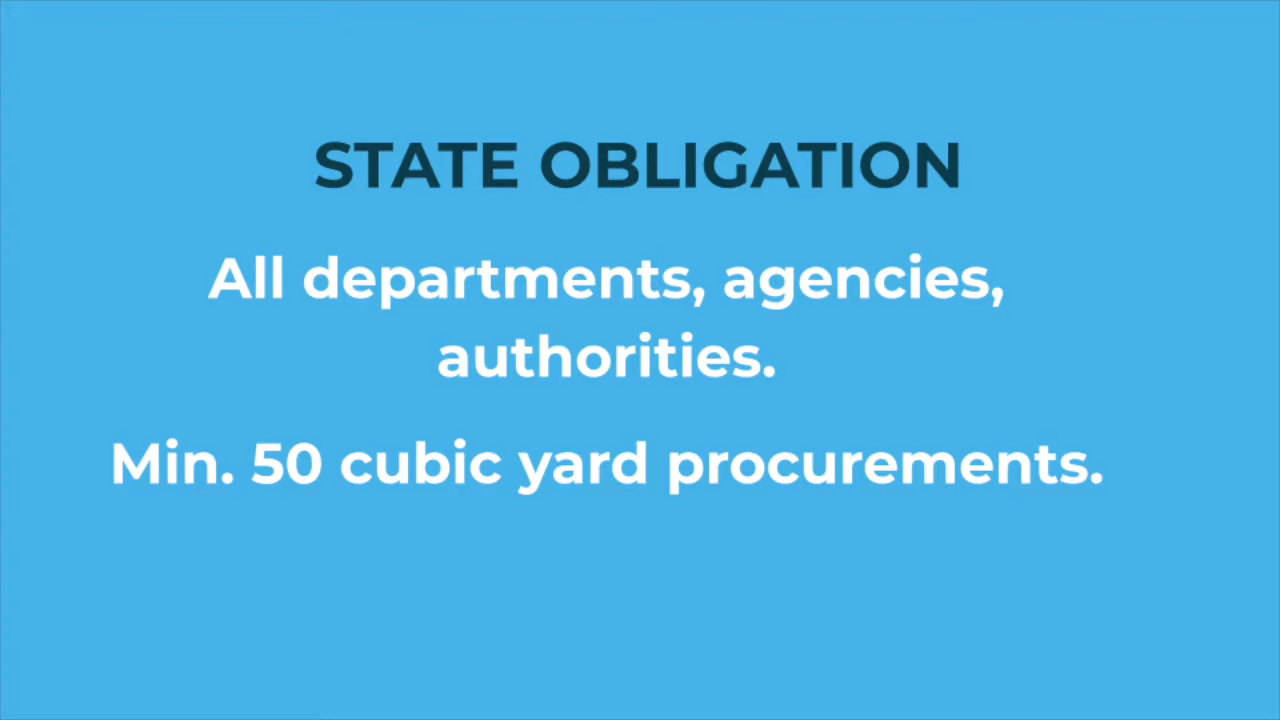 STATE OBLIGATION
All departments, agencies,
authorities.
Min. 50 cubic yard procurements.